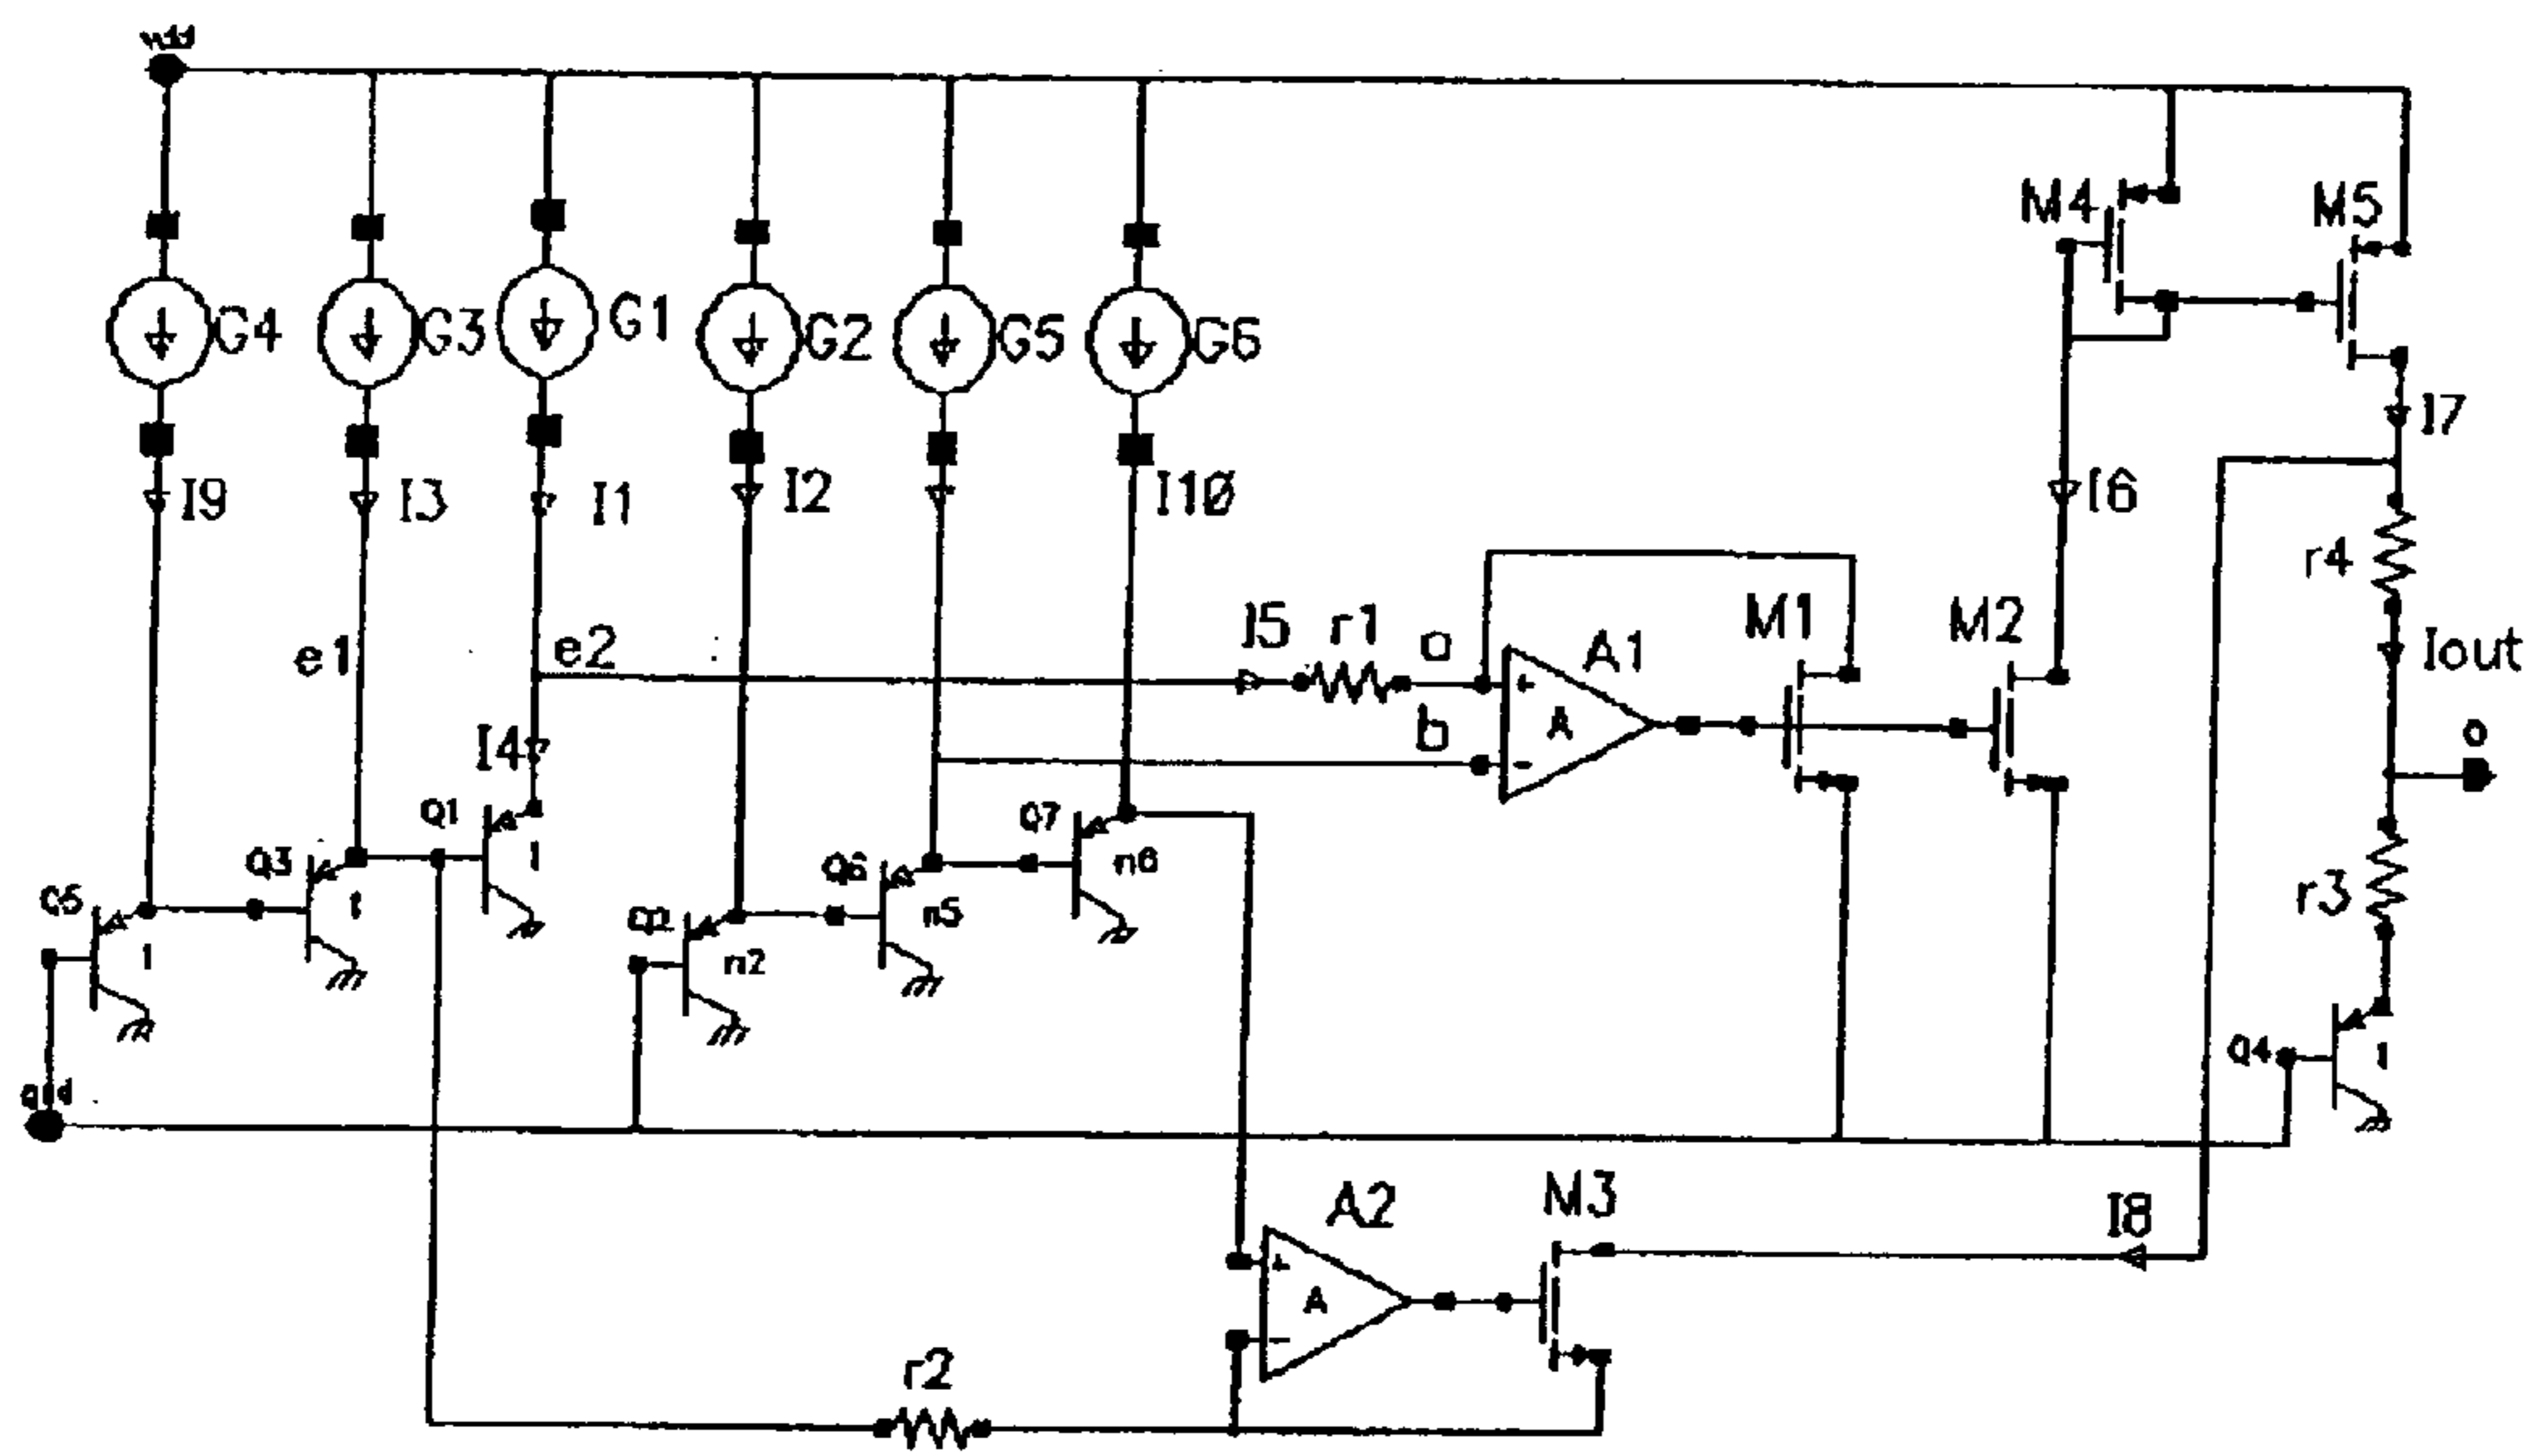 vdd
M4
M5
G4
G3
G1
G2
G5
G6
I7
I9
I3
I1
I2
I10
I6
r4
e1
e2
I5
r1
a
A1
M1
M2
Iout
+
A
b
-
o
I4
Q1
1
Q7
n6
Q3
Q6
n5
r3
Q5
1
Q2
n2
Q4
1
gnd
A2
M3
I8
+
A
-
r2